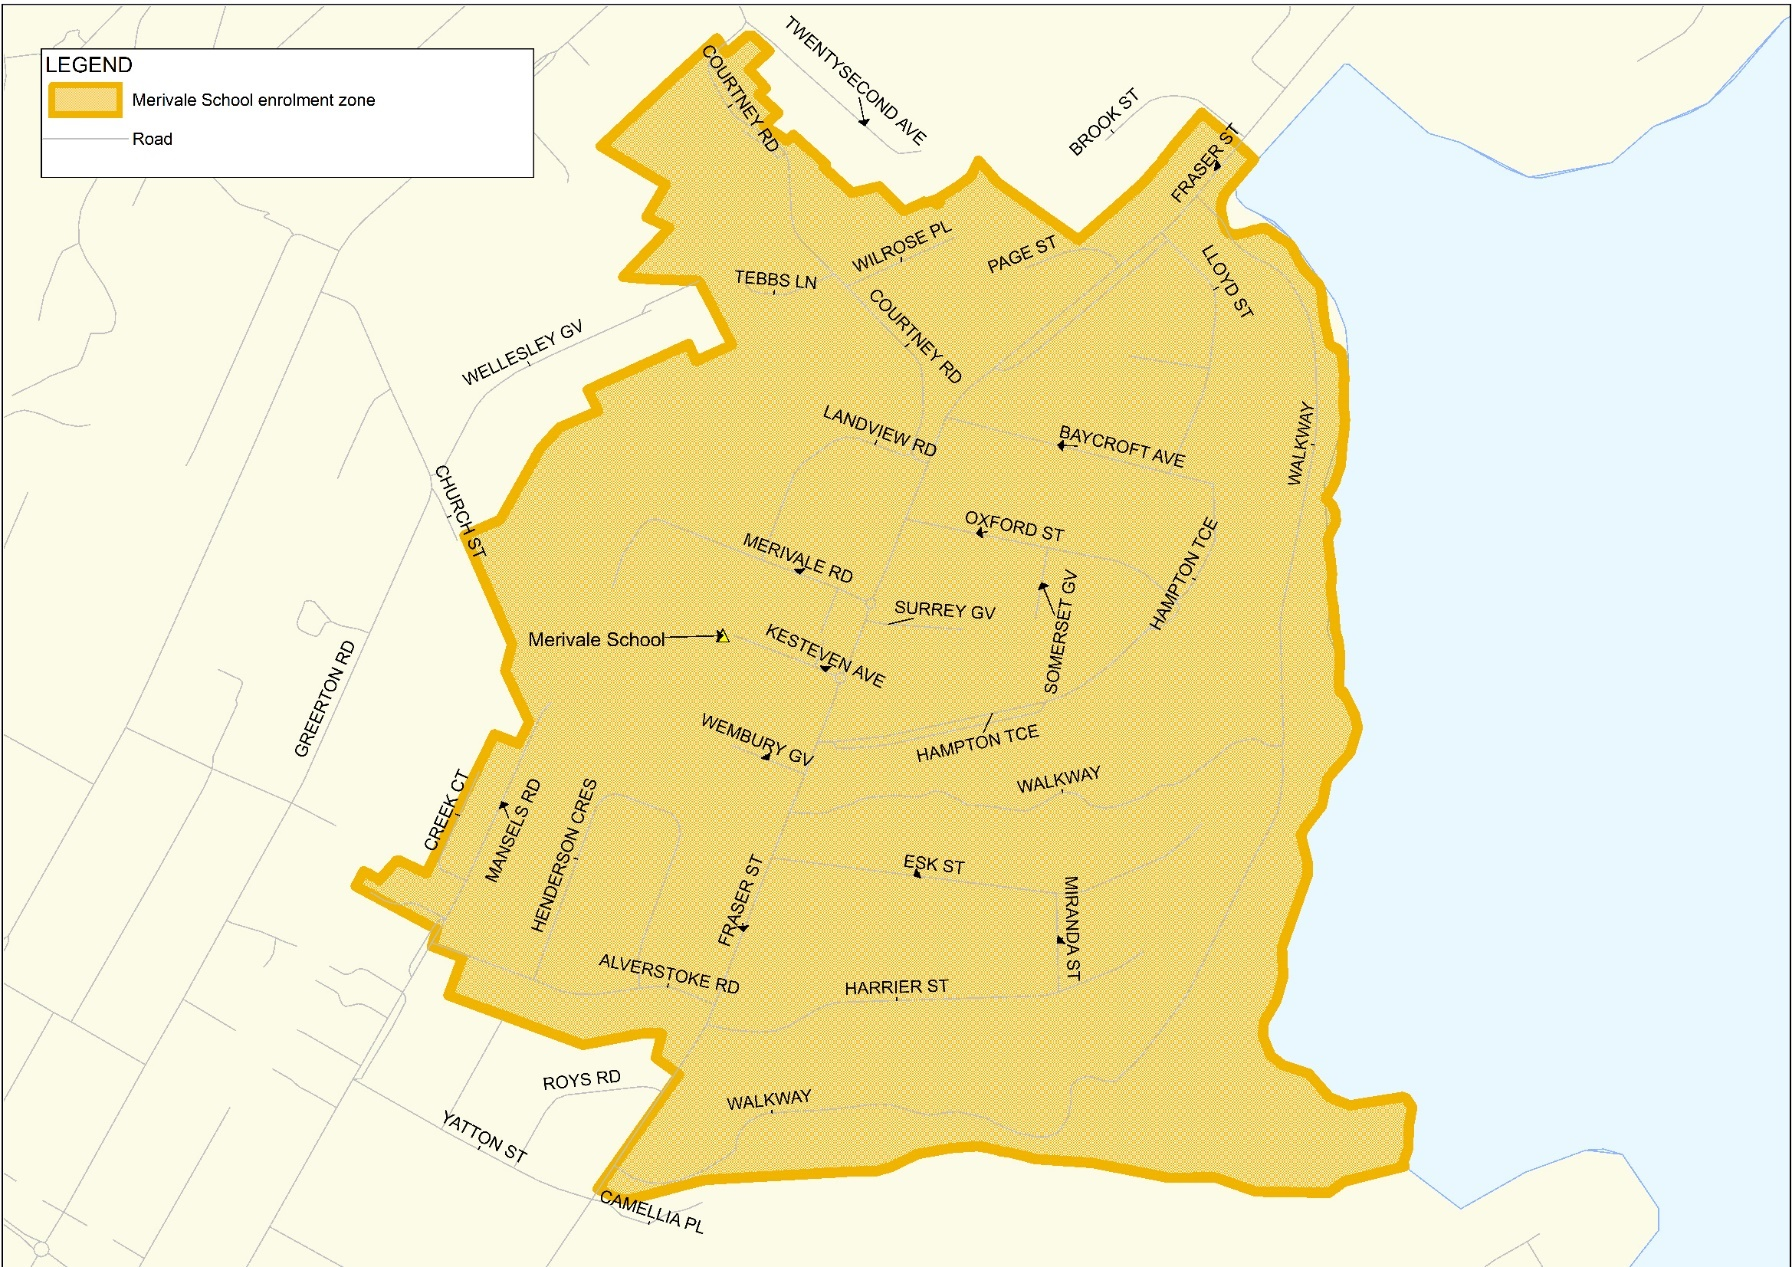 LEGEND
Merivale School enrolment zone
Road
TWENTYSECOND AVE
COURTNEY RD
BROOK ST
FRASER ST
WILROSE PL
PAGE ST
TEBBS LN
LLOYD ST
COURTNEY RD
WELLESLEY GV
LANDVIEW RD
BAYCROFT AVE
WALKWAY
CHURCH ST
OXFORD ST
MERIVALE RD
HAMPTON TCE
SURREY GV
SOMERSET GV
Merivale School
KESTEVEN AVE
GREERTON RD
WEMBURY GV
HAMPTON TCE
WALKWAY
CREEK CT
MANSELS RD
HENDERSON CRES
FRASER ST
ESK ST
MIRANDA ST
ALVERSTOKE RD
HARRIER ST
ROYS RD
WALKWAY
YATTON ST
CAMELLIA PL